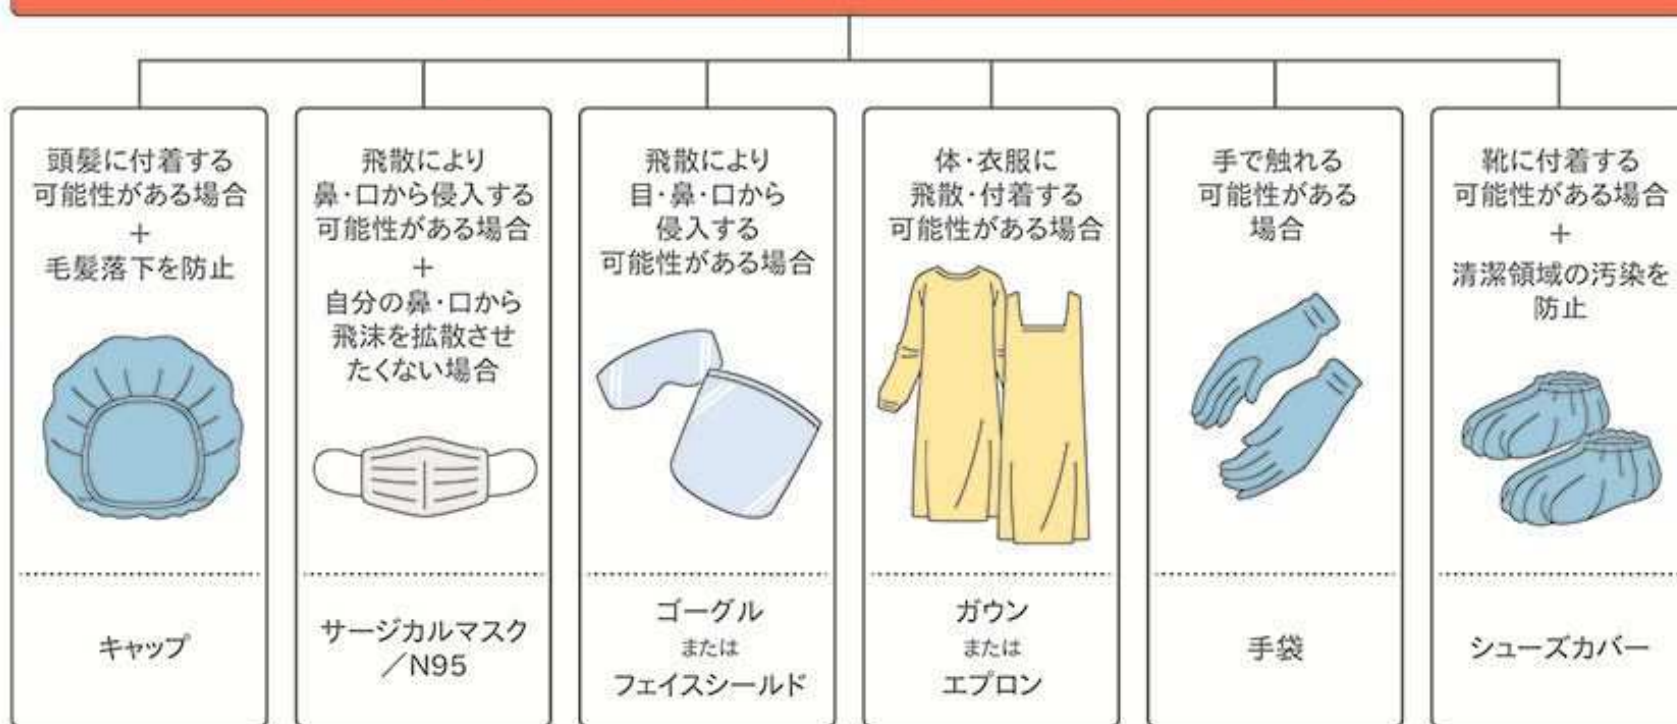 頭髪に付着する
可能性がある場合
+
毛髪落下を防止
キャップ
飛散により
鼻・口から侵入する
可能性がある場合
+
自分の鼻・口から
飛沫を拡散させ
たくない場合
サージカルマスク
／N95
飛散により
目・鼻・口から
侵入する
可能性がある場合
ゴーグル
または
フェイスシールド
体・衣服に
飛散・付着する
可能性がある場合
ガウン
または
エプロン
手で触れる
可能性がある
場合
手袋
靴に付着する
可能性がある場合
+
清潔領域の汚染を
防止
シューズカバー